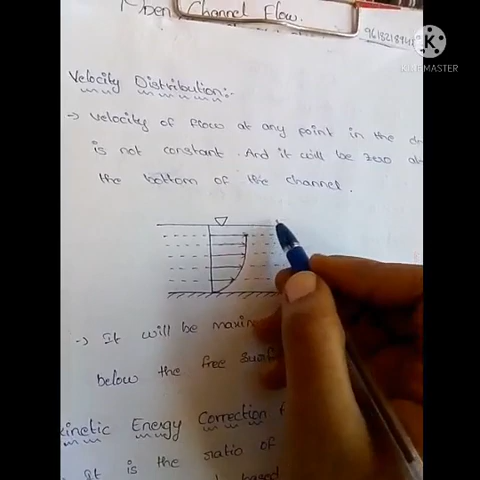 Open Channel Flow.
KINEMASTER
Velocity Distribution:-
→ Velocity of flow at any point in the
is not constant. And it will be zero at
the bottom of the channel.
→ It will be
below the free
Kinetic Energy Correction
It is the ratio of